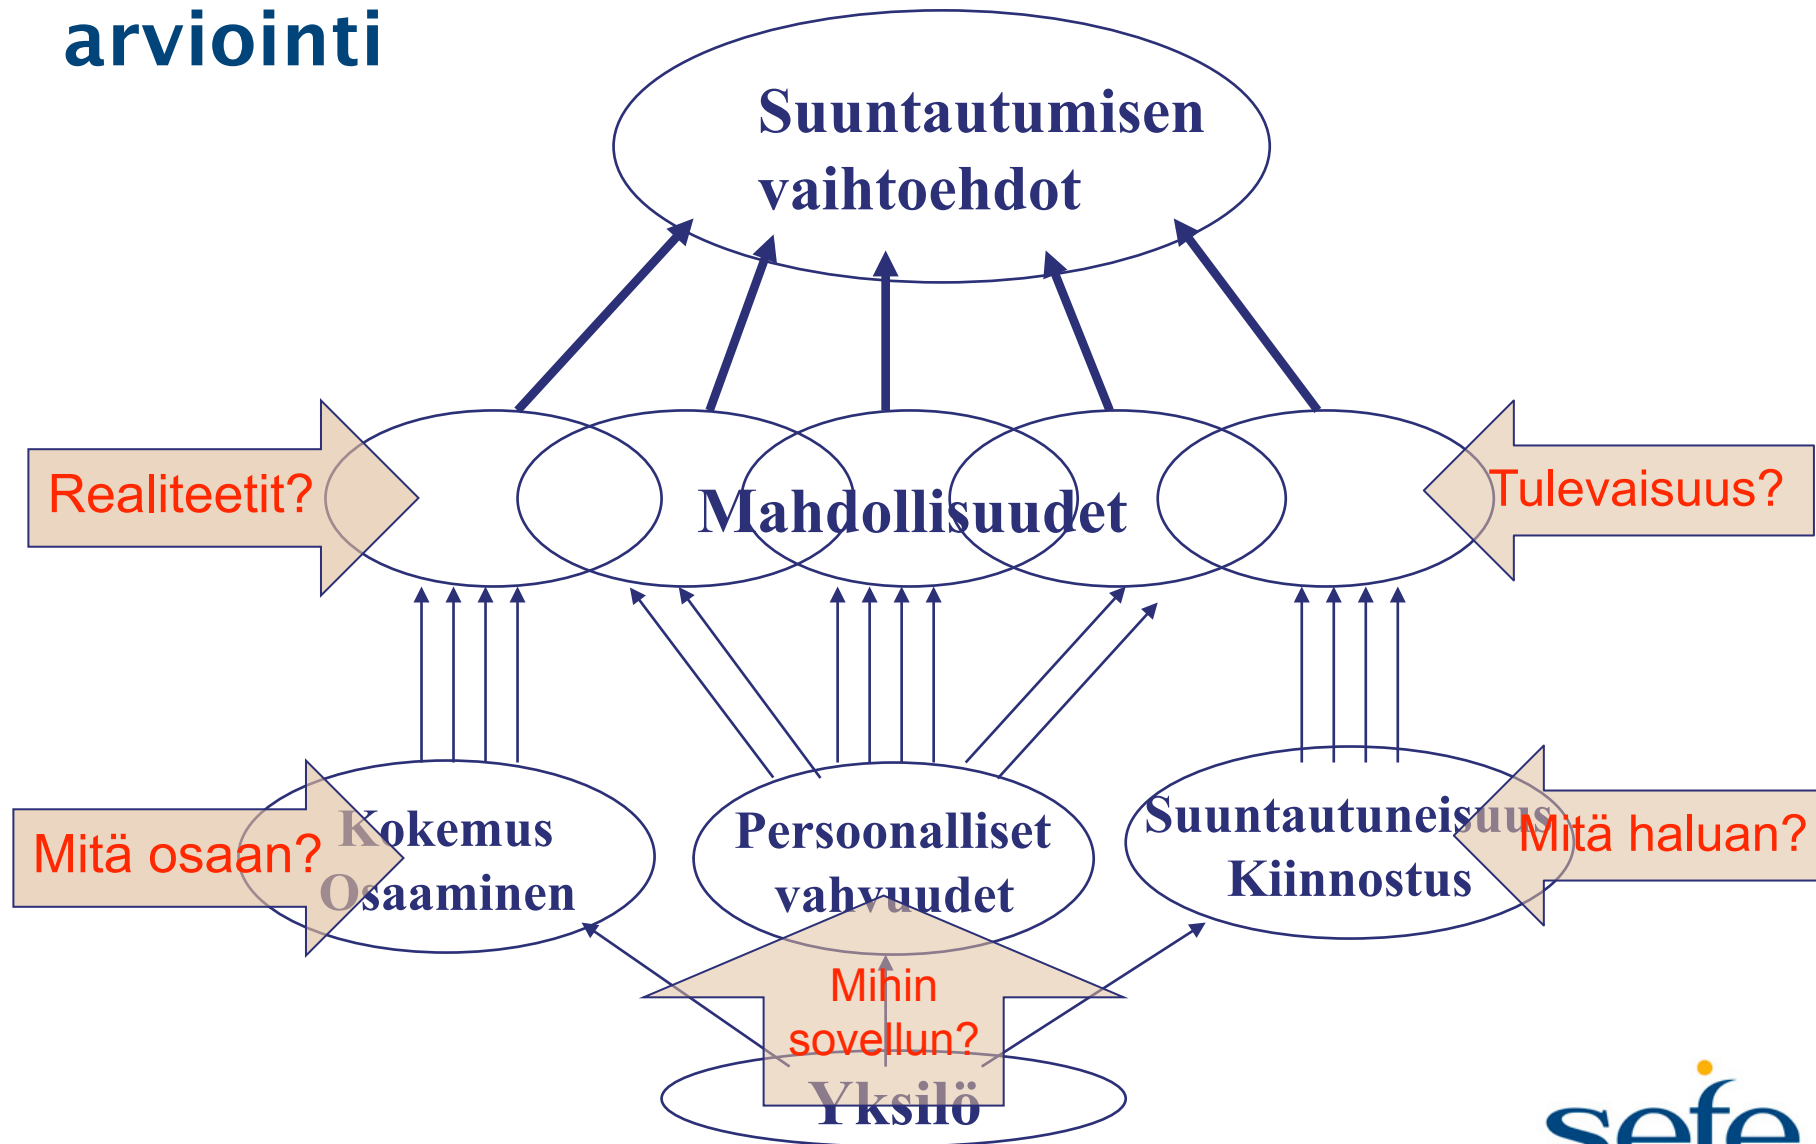 arviointi
Suuntautumisen
vaihtoehdot
Realiteetit?
Mahdollisuudet
Tulevaisuus?
Mitä osaan?
Kokemus
Osaaminen
Persoonalliset
vahvuudet
Suuntautuneisuus
Kiinnostus
Mitä haluan?
Mihin
sovellun?
Yksilö
sefe